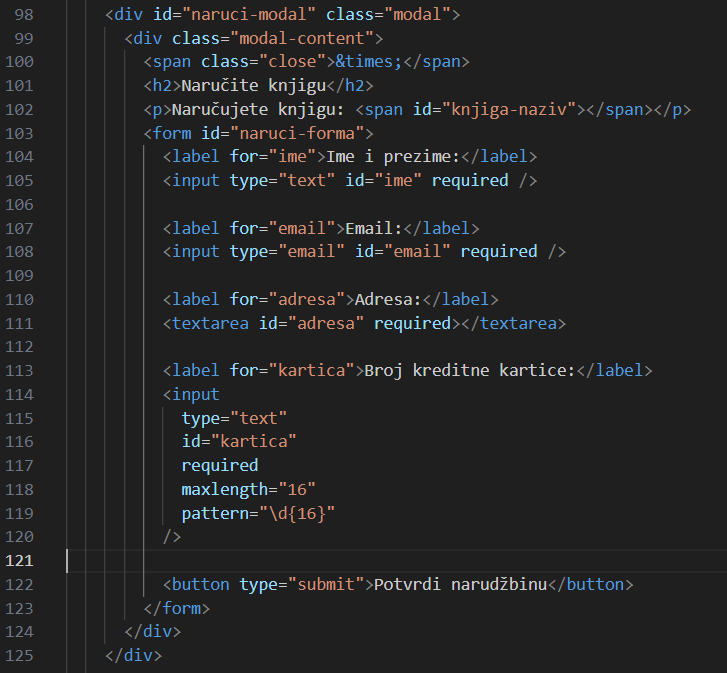 98 <div id="naruci-modal" class="modal">
99 <div class="modal-content">
100 <span class="close">&times;</span>
101 <h2>Naručite knjigu</h2>
102 <p>Naručujete knjigu: <span id="knjiga-naziv"></span></p>
103 <form id="naruci-forma">
104 <label for="ime">Ime i prezime:</label>
105 <input type="text" id="ime" required />
106
107 <label for="email">Email:</label>
108 <input type="email" id="email" required />
109
110 <label for="adresa">Adresa:</label>
111 <textarea id="adresa" required></textarea>
112
113 <label for="kartica">Broj kreditne kartice:</label>
114 <input
115 type="text"
116 id="kartica"
117 required
118 maxlength="16"
119 pattern="\d{16}"
120 />
121
122 <button type="submit">Potvrdi narudžbinu</button>
123 </form>
124 </div>
125 </div>